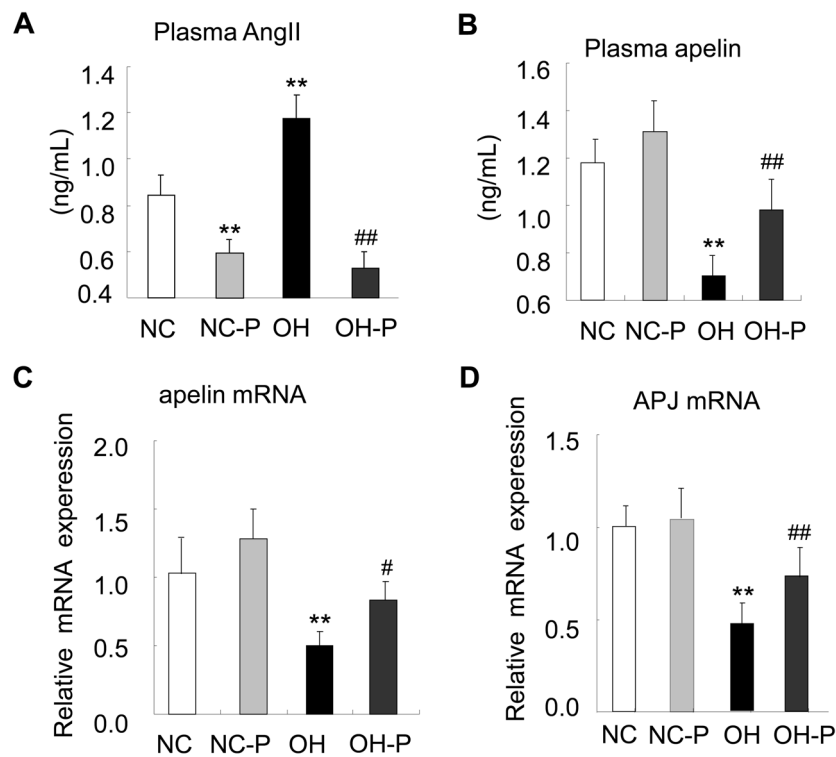 A
Plasma AngII
(ng/mL)
1.4
1.2
1.0
0.8
0.6
0.4
**
**
##
NC NC-P OH OH-P
B
Plasma apelin
(ng/mL)
1.6
1.4
1.2
1.0
0.8
0.6
**
##
NC NC-P OH OH-P
C
apelin mRNA
Relative mRNA experession
2.0
1.5
1.0
0.5
0.0
**
#
NC NC-P OH OH-P
D
APJ mRNA
Relative mRNA experession
1.5
1.0
0.5
0.0
**
##
NC NC-P OH OH-P